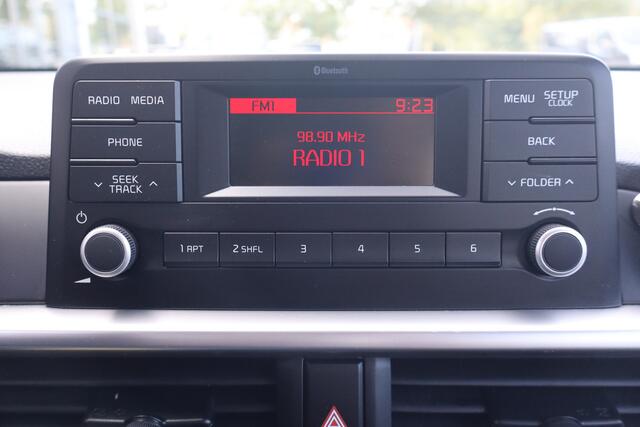 Bluetooth
RADIO MEDIA
PHONE
SEEK
TRACK
FM1 9:23
98.90 MHz
RADIO 1
MENU SETUP
CLOCK
BACK
FOLDER
1 RPT 2 SHFL 3 4 5 6